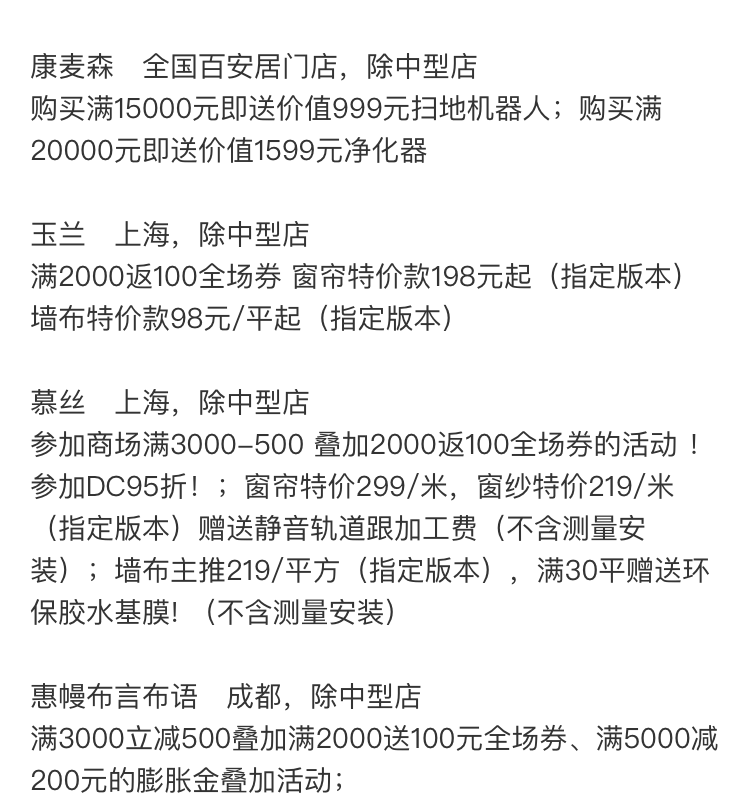 康麦森　全国百安居门店，除中型店
购买满15000元即送价值999元扫地机器人；购买满
20000元即送价值1599元净化器
玉兰　上海，除中型店
满2000返100全场券 窗帘特价款198元起（指定版本）
墙布特价款98元/平起（指定版本）
慕丝　上海，除中型店
参加商场满3000–500 叠加2000返100全场券的活动 ！
参加DC95折！；窗帘特价299/米，窗纱特价219/米
（指定版本）赠送静音轨道跟加工费（不含测量安
装）；墙布主推219/平方（指定版本），满30平赠送环
保胶水基膜!（不含测量安装）
惠幔布言布语　成都，除中型店
满3000立减500叠加满2000送100元全场券、满5000减
200元的膨胀金叠加活动；